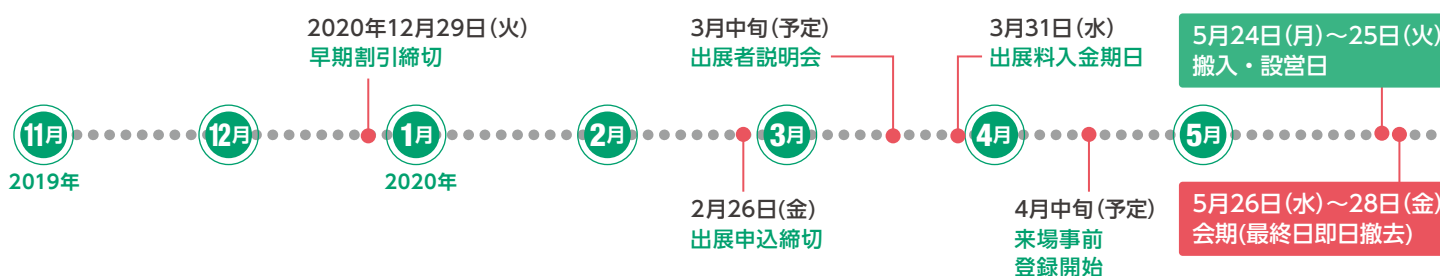 2020年12月29日(火)
早期割引締切
3月中旬(予定)
出展者説明会
3月31日(水)
出展料入金期日
5月24日(月)〜25日(火)
搬入・設営日
11月
12月
1月
2月
3月
4月
5月
2019年
2020年
2月26日(金)
出展申込締切
4月中旬(予定)
来場事前
登録開始
5月26日(水)〜28日(金)
会期(最終日即日撤去)